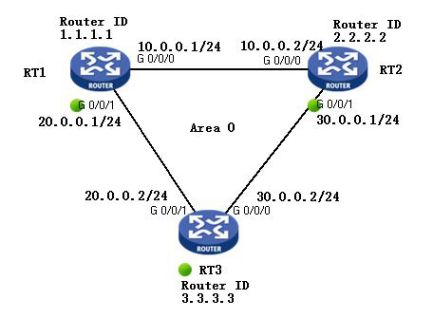 Router ID
1.1.1.1
Router ID
2.2.2.2
10.0.0.1/24
10.0.0.2/24
G 0/0/0
G 0/0/0
RT1
RT2
ROUTER
ROUTER
G 0/0/1
G 0/0/1
20.0.0.1/24
30.0.0.1/24
Area 0
20.0.0.2/24
30.0.0.2/24
G 0/0/1
G 0/0/0
ROUTER
RT3
Router ID
3.3.3.3